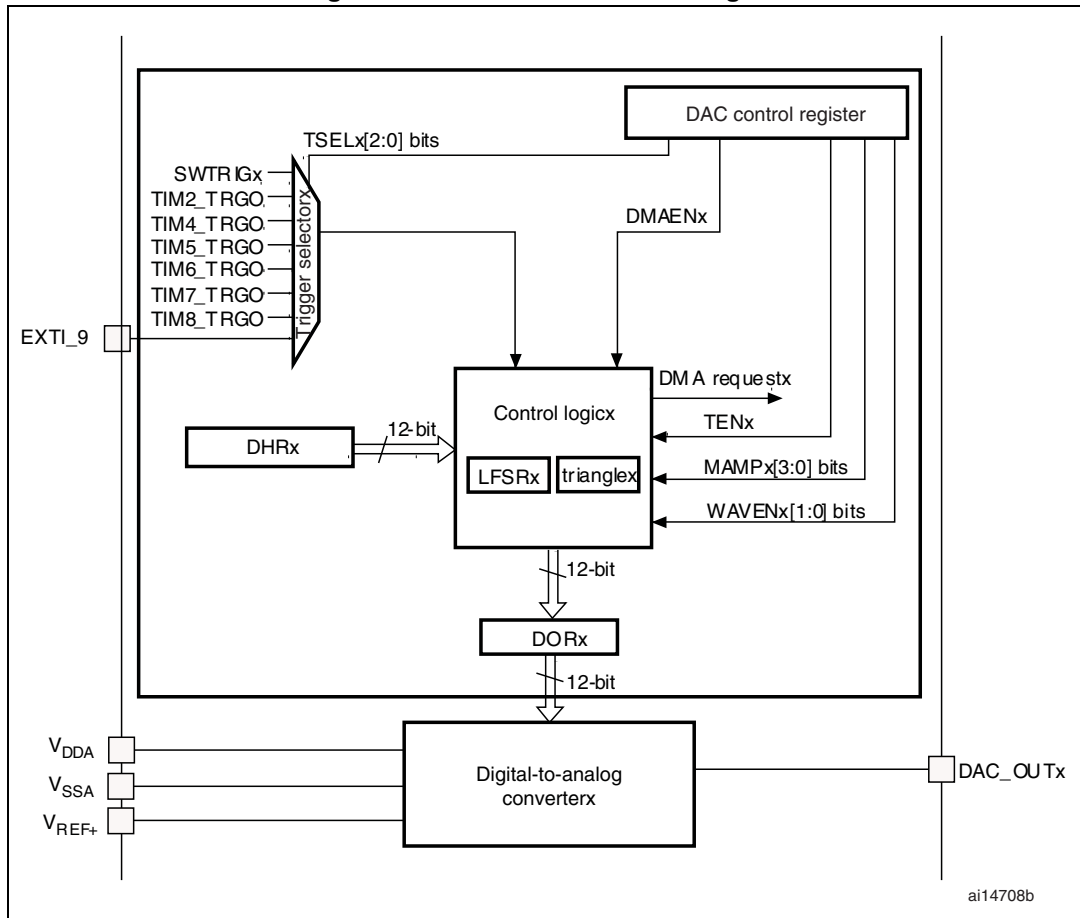 DAC control register
TSELx[2:0] bits
SWTRIGx
TIM2_TRGO
TIM4_TRGO
TIM5_TRGO
TIM6_TRGO
TIM7_TRGO
TIM8_TRGO
Trigger selectorx
DMAENx
EXTI_9
DMA requestx
Control logicx
TENx
12-bit
DHRx
MAMPx[3:0] bits
LFSRx
trianglex
WAVENx[1:0] bits
12-bit
DORx
12-bit
VDDA
VSSA
VREF+
Digital-to-analog
converterx
DAC_OUTx
ai14708b